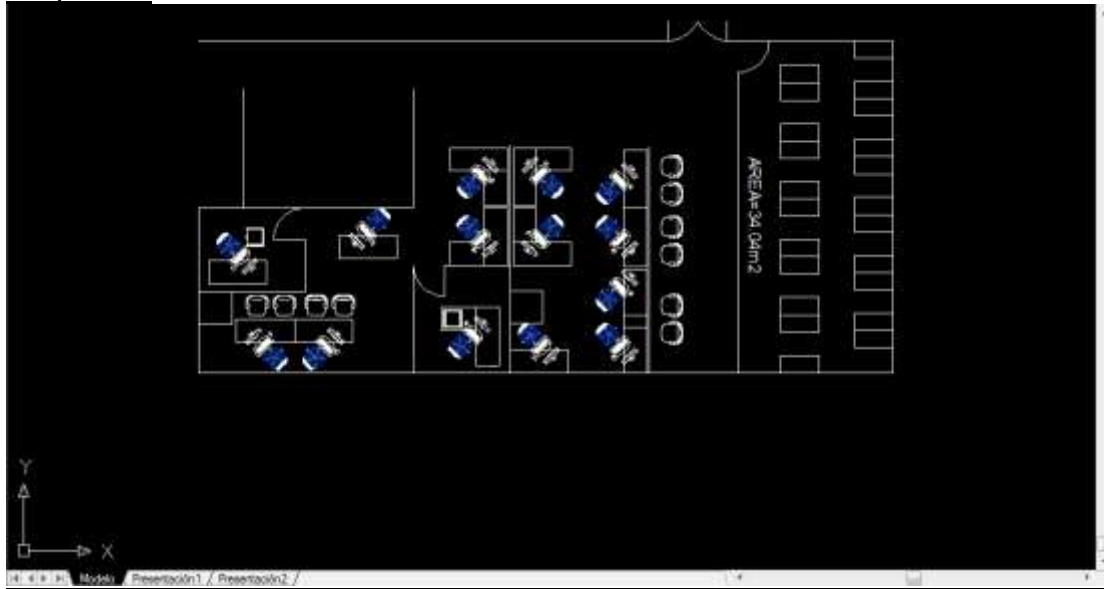 AREA=34.04m2
Y
X
Modelo / Presentación1 / Presentación2 /